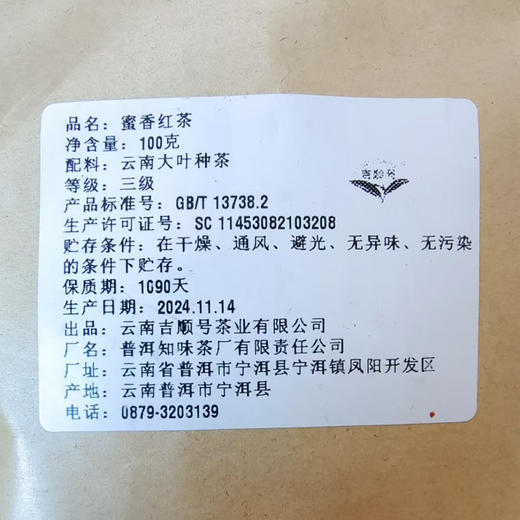 品名：蜜香红茶
净含量：100克
配料：云南大叶种茶
等级：三级
产品标准号：GB/T 13738.2
生产许可证号：SC 11453082103208
贮存条件：在干燥、通风、避光、无异味、无污染
的条件下贮存。
保质期：1090天
生产日期：2024.11.14
出品：云南吉顺号茶业有限公司
厂名：普洱知味茶厂有限责任公司
厂址：云南省普洱市宁洱县宁洱镇凤阳开发区
产地：云南普洱市宁洱县
电话：0879-3203139